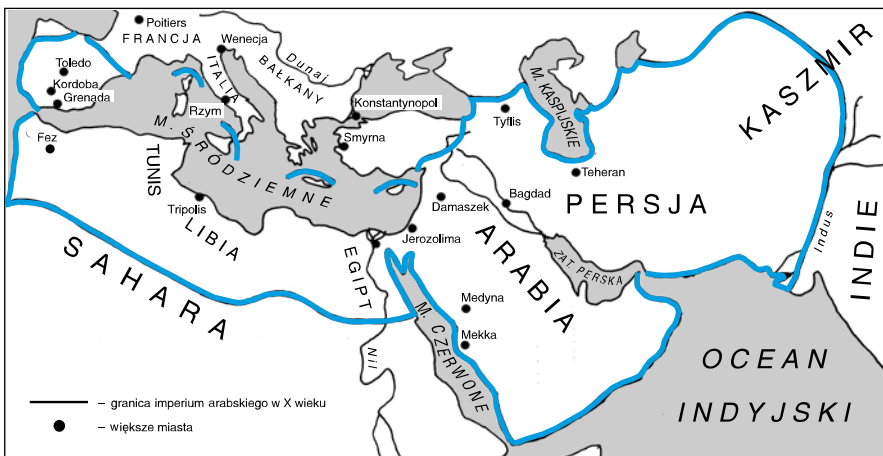 Poitiers
FRANCJA
Wenecja
Dunaj
BAŁKANY
ITALIA
Toledo
Kordoba
Grenada
Rzym
Konstantynopol
Smyrna
M. ŚRÓDZIEMNE
Fez
TUNIS
Tripolis
LIBIA
SAHARA
EGIPT
Nil
Jerozolima
Damaszek
Bagdad
ARABIA
Medyna
Mekka
M. CZERWONE
ZAT. PERSKA
Tyflis
M. KASPIJSKIE
Teheran
PERSJA
KASZMIR
Indus
INDIE
OCEAN
INDYJSKI
– granica imperium arabskiego w X wieku
– większe miasta